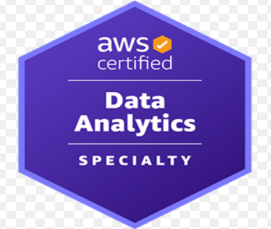 aws
certified
Data
Analytics
SPECIALTY